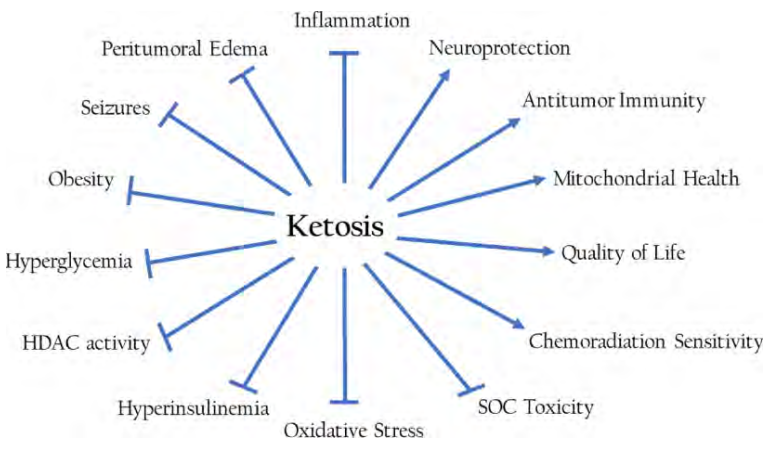 Inflammation
Peritumoral Edema
Neuroprotection
Seizures
Antitumor Immunity
Obesity
Mitochondrial Health
Ketosis
Hyperglycemia
Quality of Life
HDAC activity
Chemoradiation Sensitivity
Hyperinsulinemia
SOC Toxicity
Oxidative Stress